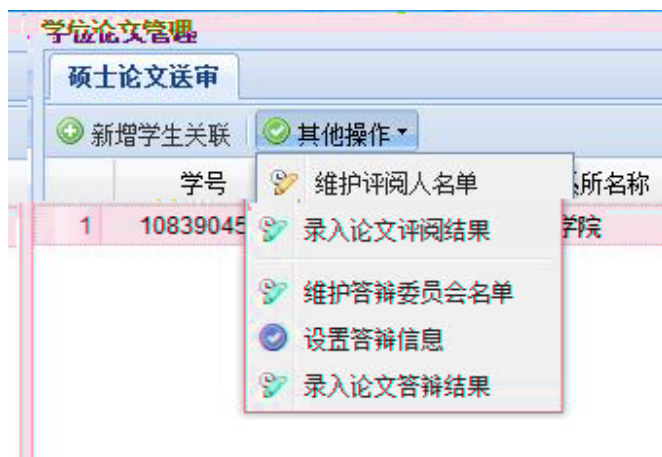 学位论文管理
硕士论文送审
新增学生关联 其他操作
学号 所名称
维护评阅人名单
1 10839045 学院
录入论文评阅结果
维护答辩委员会名单
设置答辩信息
录入论文答辩结果